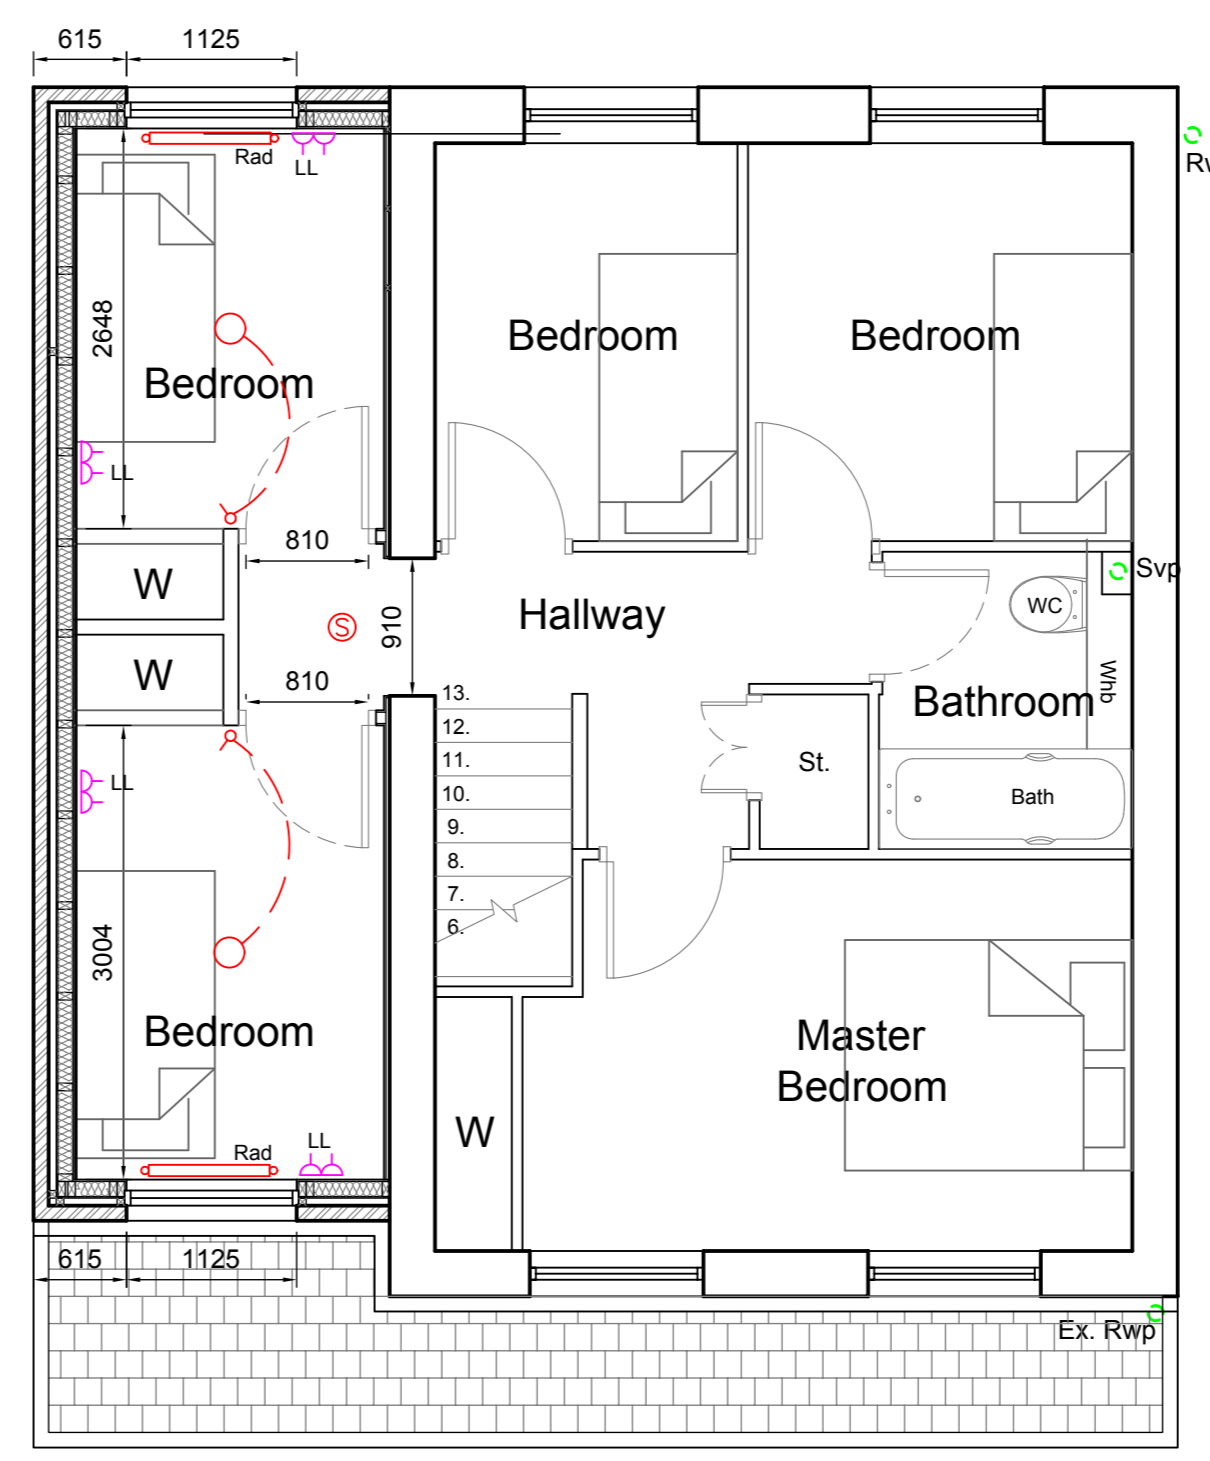 615
1125
Rad
LL
Rw
2648
Bedroom
Bedroom
Bedroom
LL
810
W
Hallway
910
Svp
WC
W
810
Whb
Bathroom
13.
12.
11.
10.
9.
8.
7.
6.
St.
LL
Bath
3004
Bedroom
Master
Bedroom
W
Rad
LL
615
1125
Ex. Rwp
S